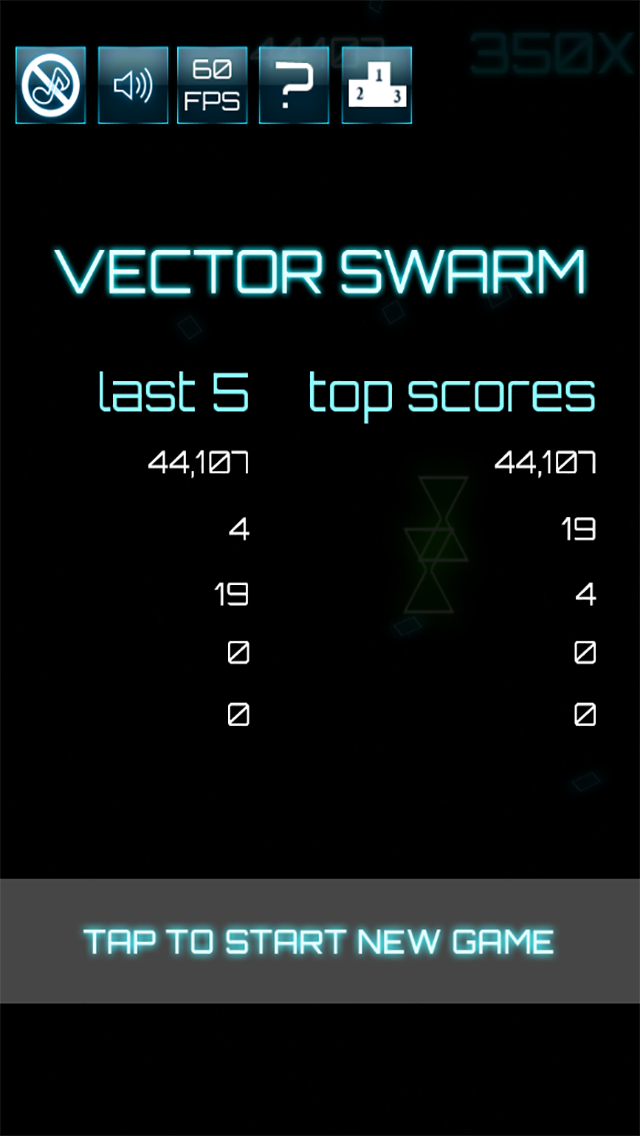 44107 350X
60
FPS
?
1
2 3
VECTOR SWARM
last 5 top scores
44,107 44,107
4 19
19 4
0 0
0 0
TAP TO START NEW GAME